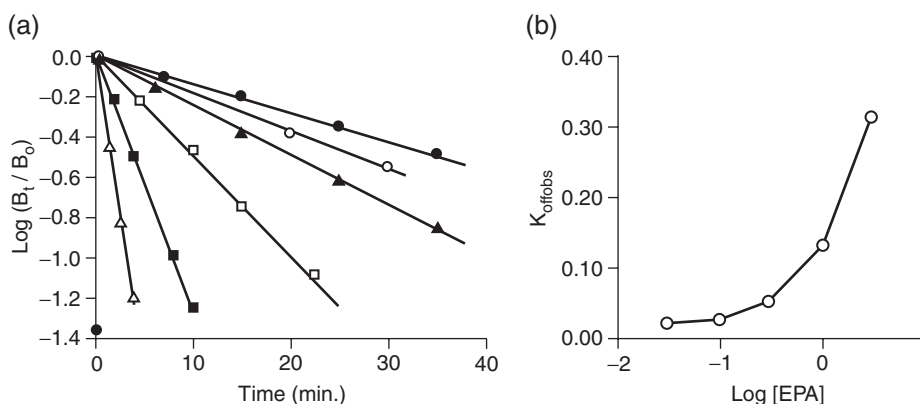 (a)
0.0
−0.2
−0.4
−0.6
−0.8
−1.0
−1.2
−1.4
Log (Bt / Bo)
0 10 20 30 40
Time (min.)
(b)
0.40
0.30
0.20
0.10
0.00
Koffobs
−2 −1 0 1
Log [EPA]